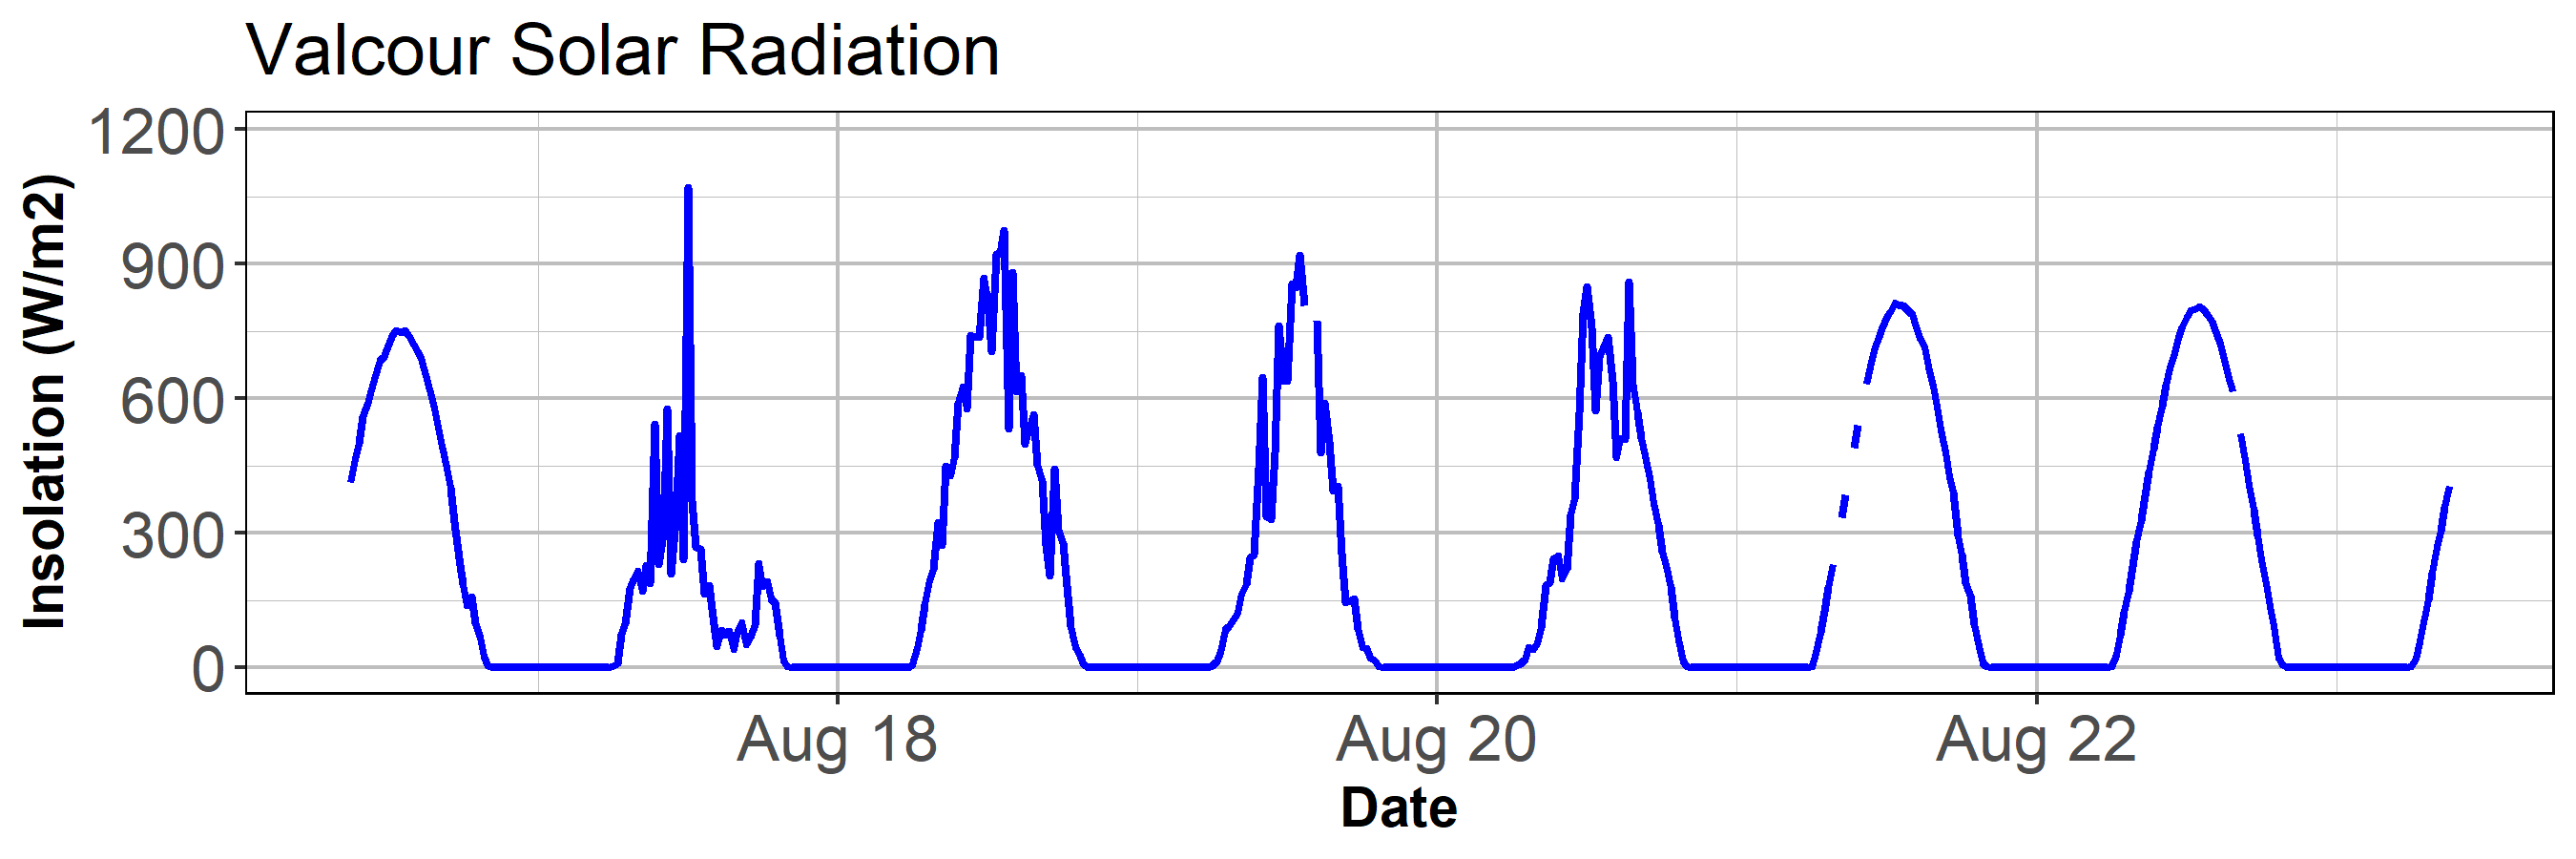 Valcour Solar Radiation
Insolation (W/m2)
1200
900
600
300
0
Aug 18 Aug 20 Aug 22
Date